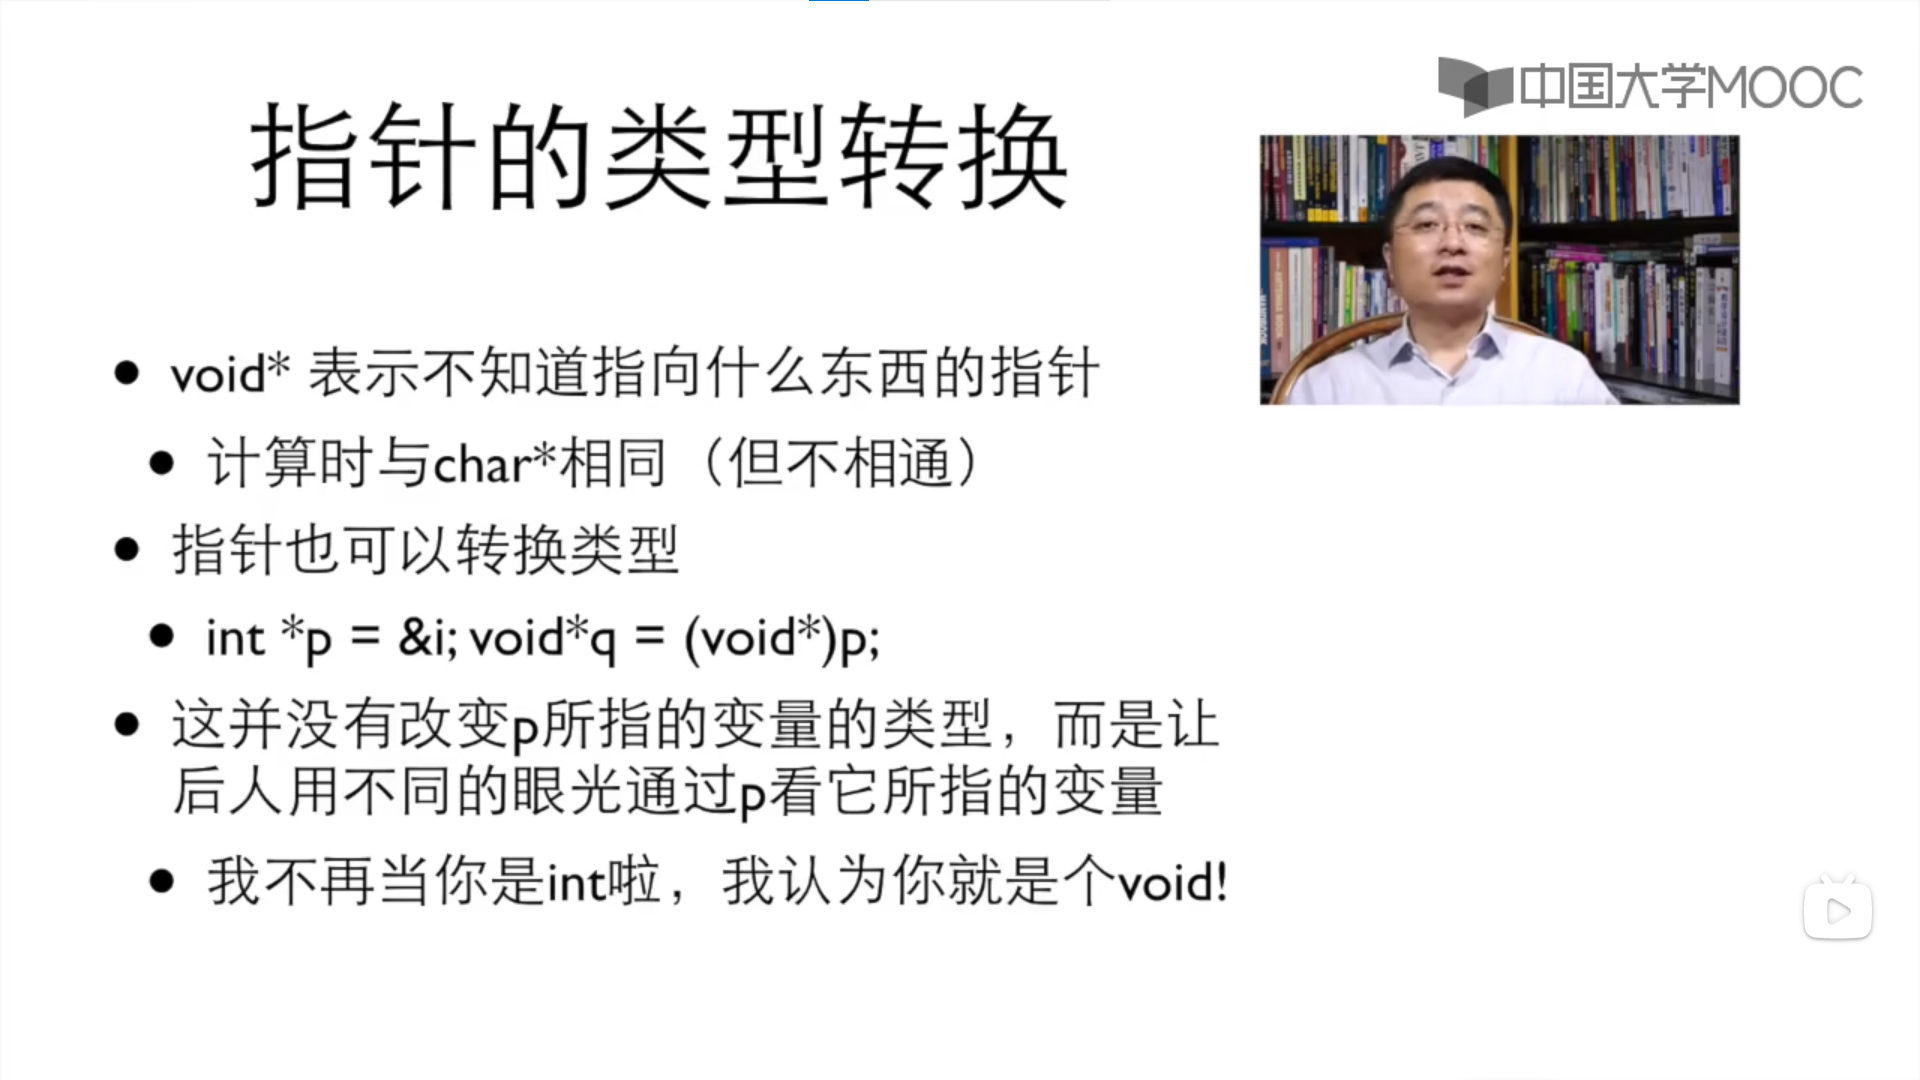 中国大学MOOC
指针的类型转换
void* 表示不知道指向什么东西的指针
计算时与char*相同（但不相通）
指针也可以转换类型
int *p = &i; void*q = (void*)p;
这并没有改变p所指的变量的类型，而是让
后人用不同的眼光通过p看它所指的变量
我不再当你是int啦，我认为你就是个void!